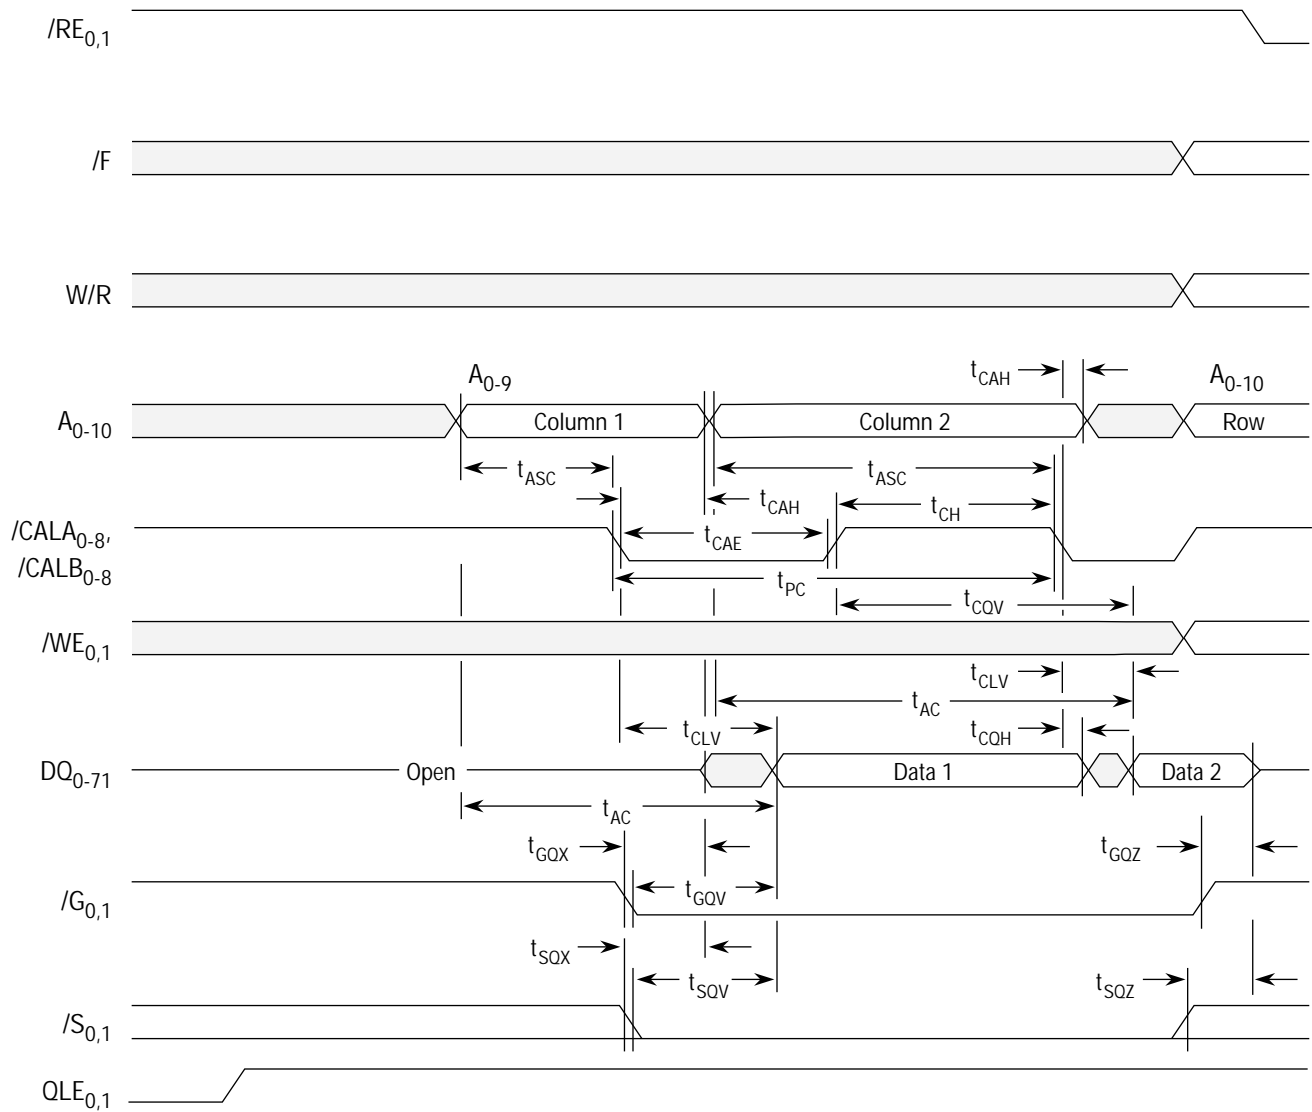 /RE0,1
/F
W/R
A0-9
tCAH
A0-10
A0-10
Column 1
Column 2
Row
tASC
tASC
tCAH
tCH
/CALA0-8,
tCAE
/CALB0-8
tPC
tCQV
/WE0,1
tCLV
tAC
tCLV
tCQH
DQ0-71
Open
Data 1
Data 2
tAC
tGQX
tGQZ
/G0,1
tGQV
tSQX
tSQV
tSQZ
/S0,1
QLE0,1